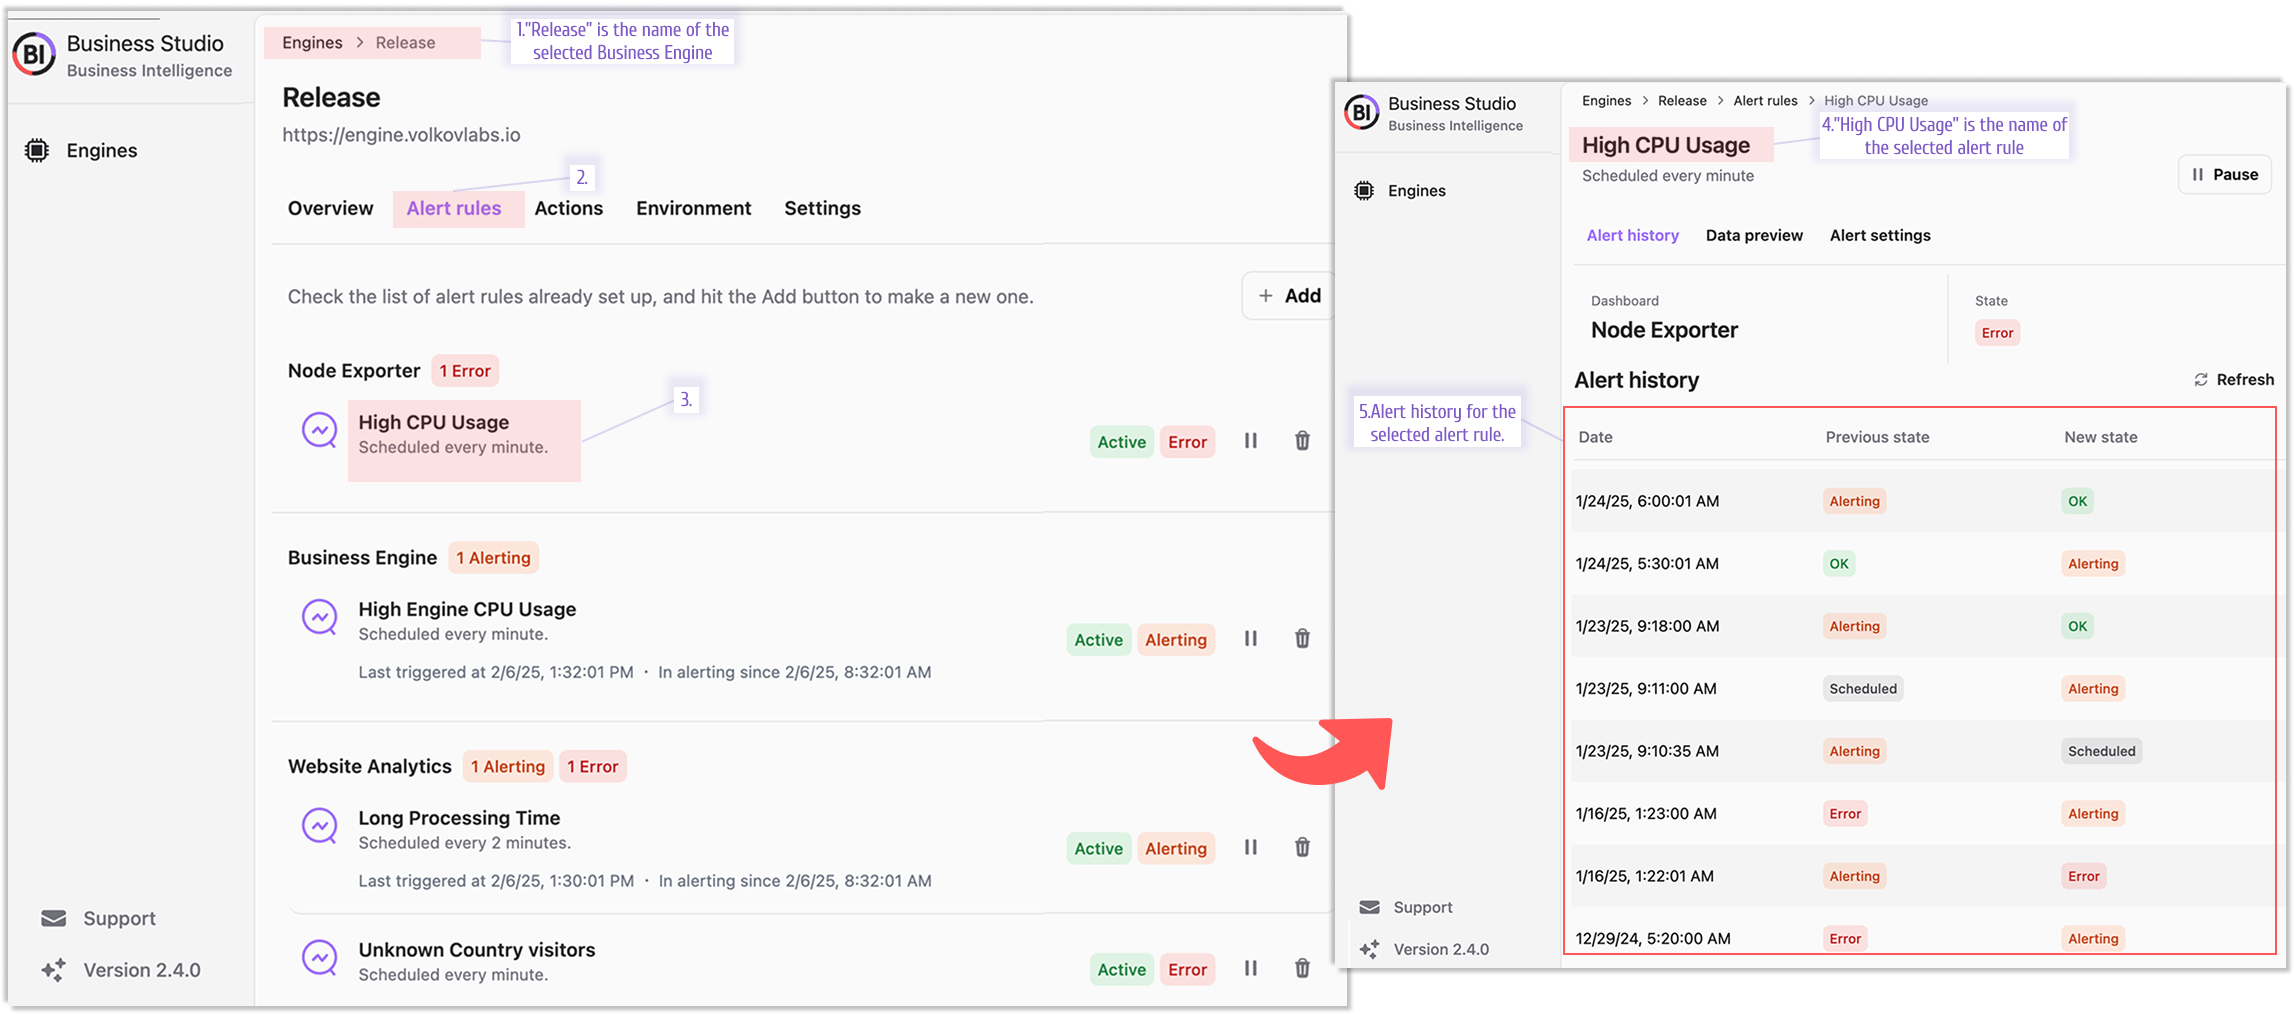 BI
Business Studio
Business Intelligence
Engines
Support
Version 2.4.0
Engines > Release
1."Release" is the name of the
selected Business Engine
Release
https://engine.volkovlabs.io
2.
Overview Alert rules Actions Environment Settings
Check the list of alert rules already set up, and hit the Add button to make a new one.
+ Add
Node Exporter 1 Error
High CPU Usage
Scheduled every minute.
3.
Active Error
Business Engine 1 Alerting
High Engine CPU Usage
Scheduled every minute.
Active Alerting
Last triggered at 2/6/25, 1:32:01 PM · In alerting since 2/6/25, 8:32:01 AM
Website Analytics 1 Alerting 1 Error
Long Processing Time
Scheduled every 2 minutes.
Active Alerting
Last triggered at 2/6/25, 1:30:01 PM · In alerting since 2/6/25, 8:32:01 AM
Unknown Country visitors
Scheduled every minute.
Active Error
BI
Business Studio
Business Intelligence
Engines
Support
Version 2.4.0
Engines > Release > Alert rules > High CPU Usage
4."High CPU Usage" is the name of
the selected alert rule
High CPU Usage
Scheduled every minute
Pause
Alert history Data preview Alert settings
Dashboard
Node Exporter
State
Error
Alert history
Refresh
5.Alert history for the
selected alert rule.
Date Previous state New state
1/24/25, 6:00:01 AM Alerting OK
1/24/25, 5:30:01 AM OK Alerting
1/23/25, 9:18:00 AM Alerting OK
1/23/25, 9:11:00 AM Scheduled Alerting
1/23/25, 9:10:35 AM Alerting Scheduled
1/16/25, 1:23:00 AM Error Alerting
1/16/25, 1:22:01 AM Alerting Error
12/29/24, 5:20:00 AM Error Alerting